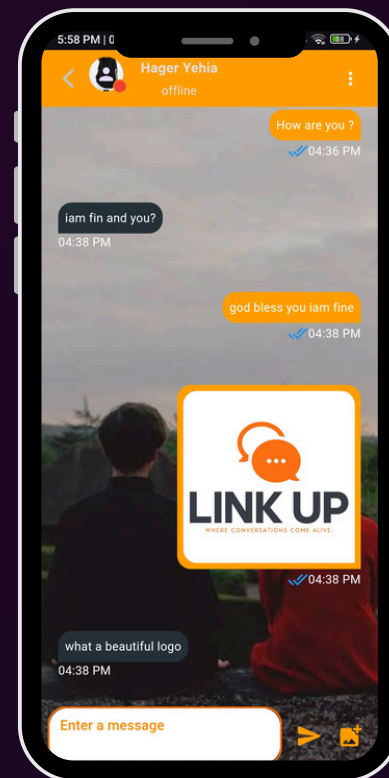 5:58 PM | 0
88
Hager Yehia
offline
How are you ?
04:36 PM
iam fin and you?
04:38 PM
god bless you iam fine
04:38 PM
LINK UP
WHERE CONVERSATIONS COME ALIVE.
04:38 PM
what a beautiful logo
04:38 PM
Enter a message